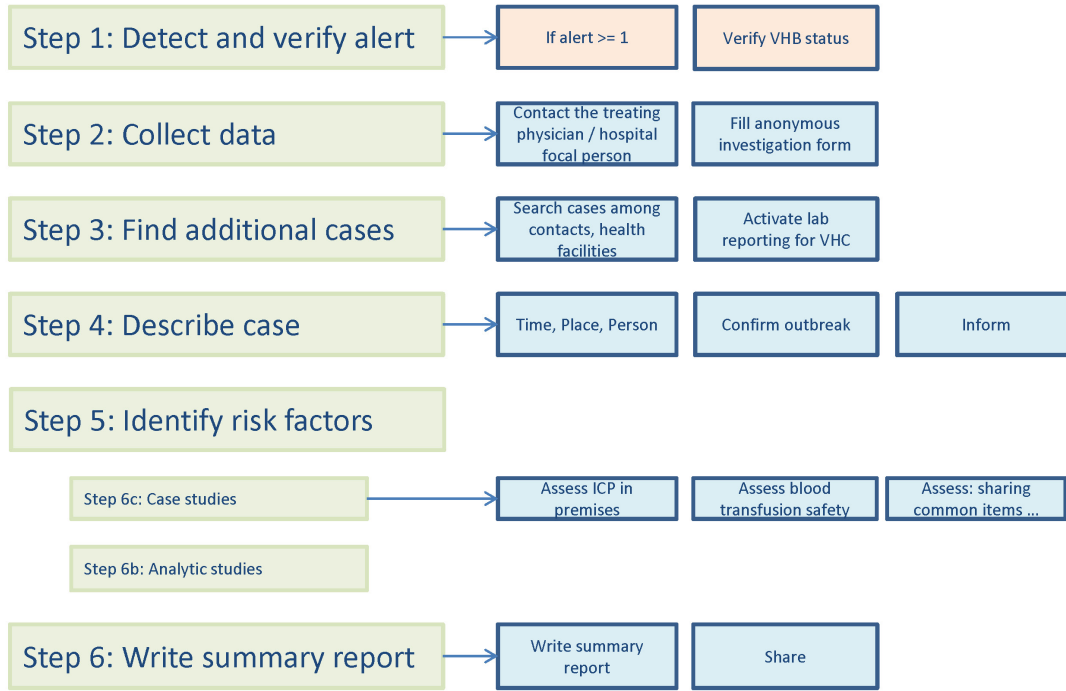 Step 1: Detect and verify alert
If alert >= 1
Verify VHB status
Step 2: Collect data
Contact the treating
physician / hospital
focal person
Fill anonymous
investigation form
Step 3: Find additional cases
Search cases among
contacts, health
facilities
Activate lab
reporting for VHC
Step 4: Describe case
Time, Place, Person
Confirm outbreak
Inform
Step 5: Identify risk factors
Step 6c: Case studies
Assess ICP in
premises
Assess blood
transfusion safety
Assess: sharing
common items ...
Step 6b: Analytic studies
Step 6: Write summary report
Write summary
report
Share